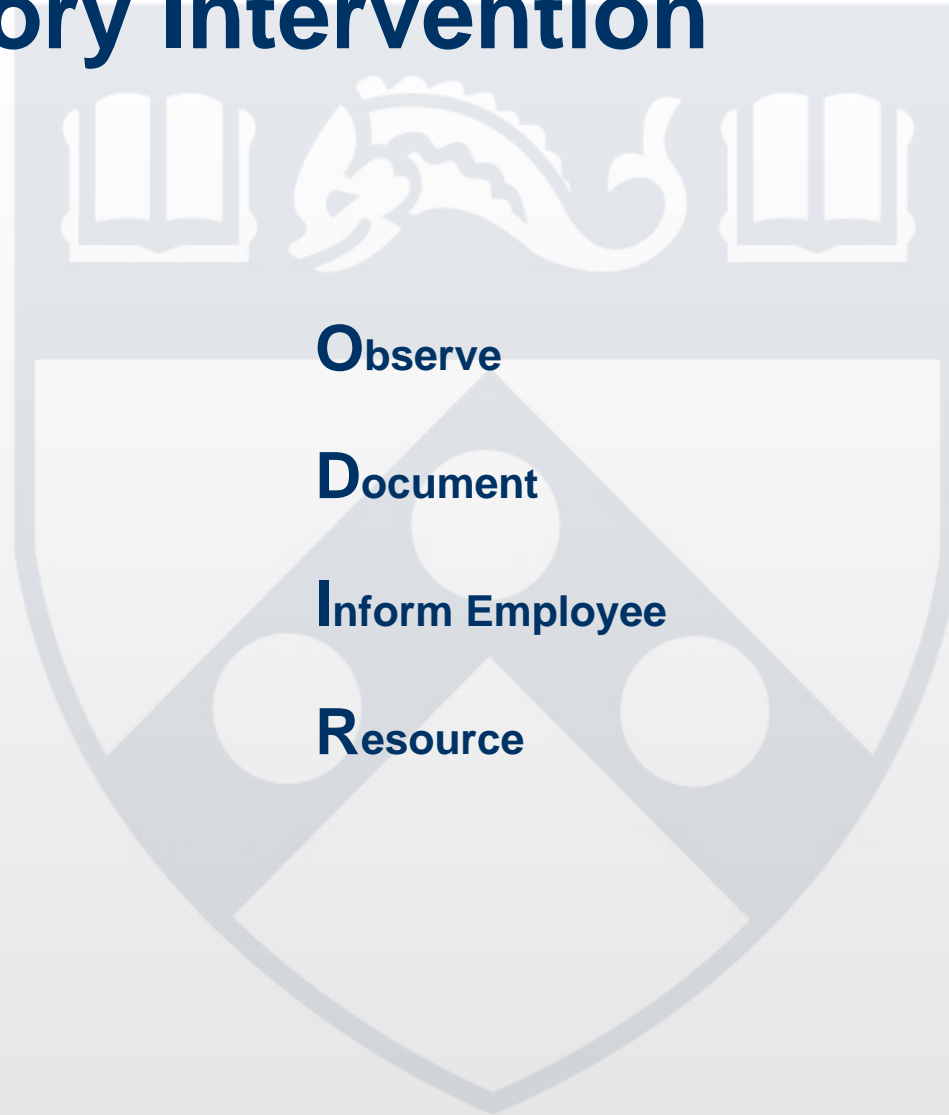 ory Intervention
Observe
Document
Inform Employee
Resource